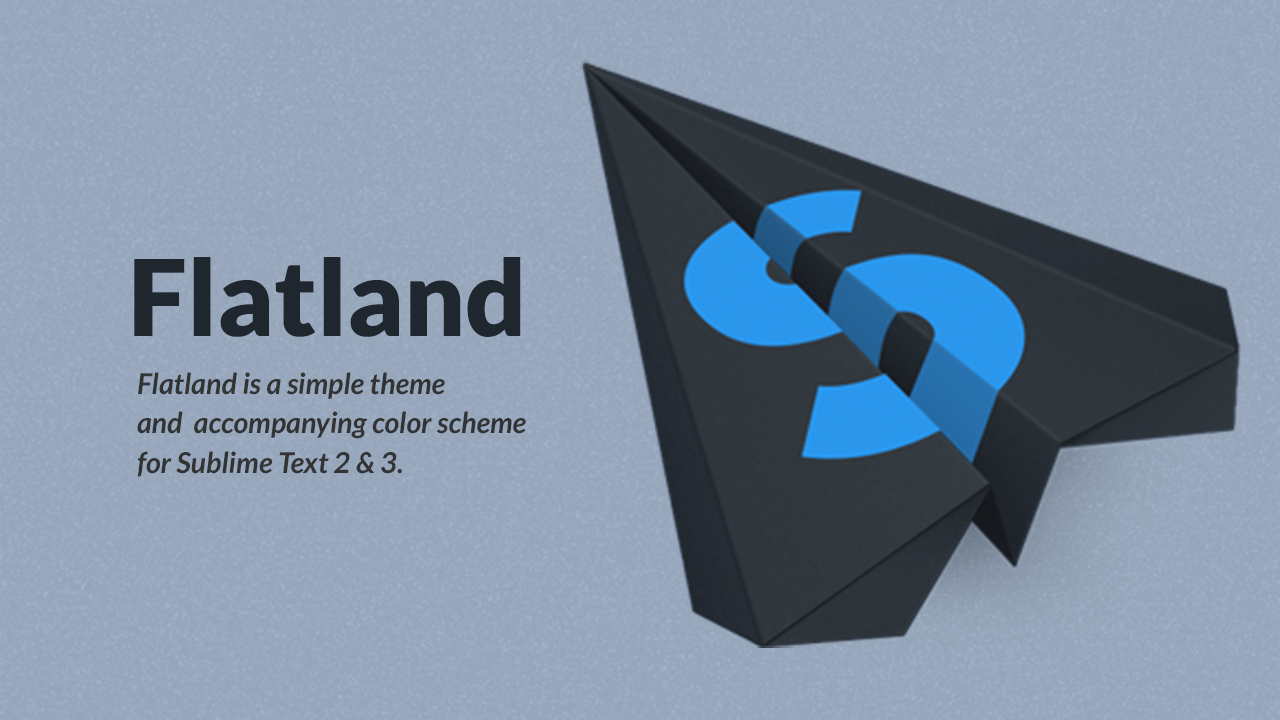 Flatland
Flatland is a simple theme
and  accompanying color scheme
for Sublime Text 2 & 3.
S